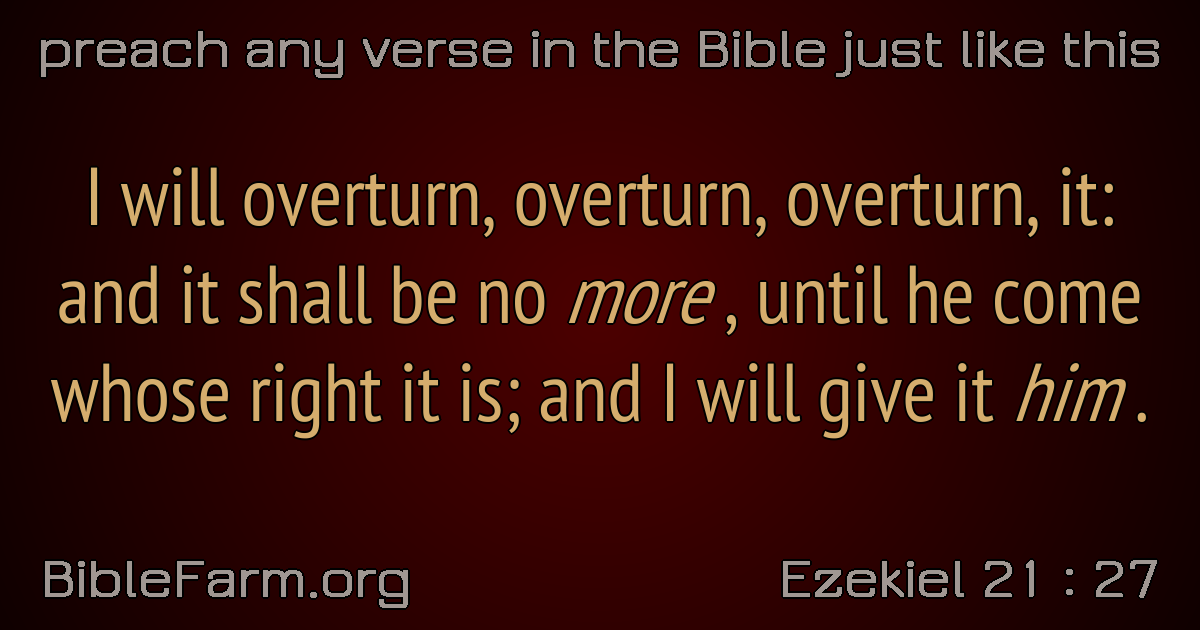 preach any verse in the Bible just like this
I will overturn, overturn, overturn, it:
and it shall be no more , until he come
whose right it is; and I will give it him .
BibleFarm.org
Ezekiel 21 : 27